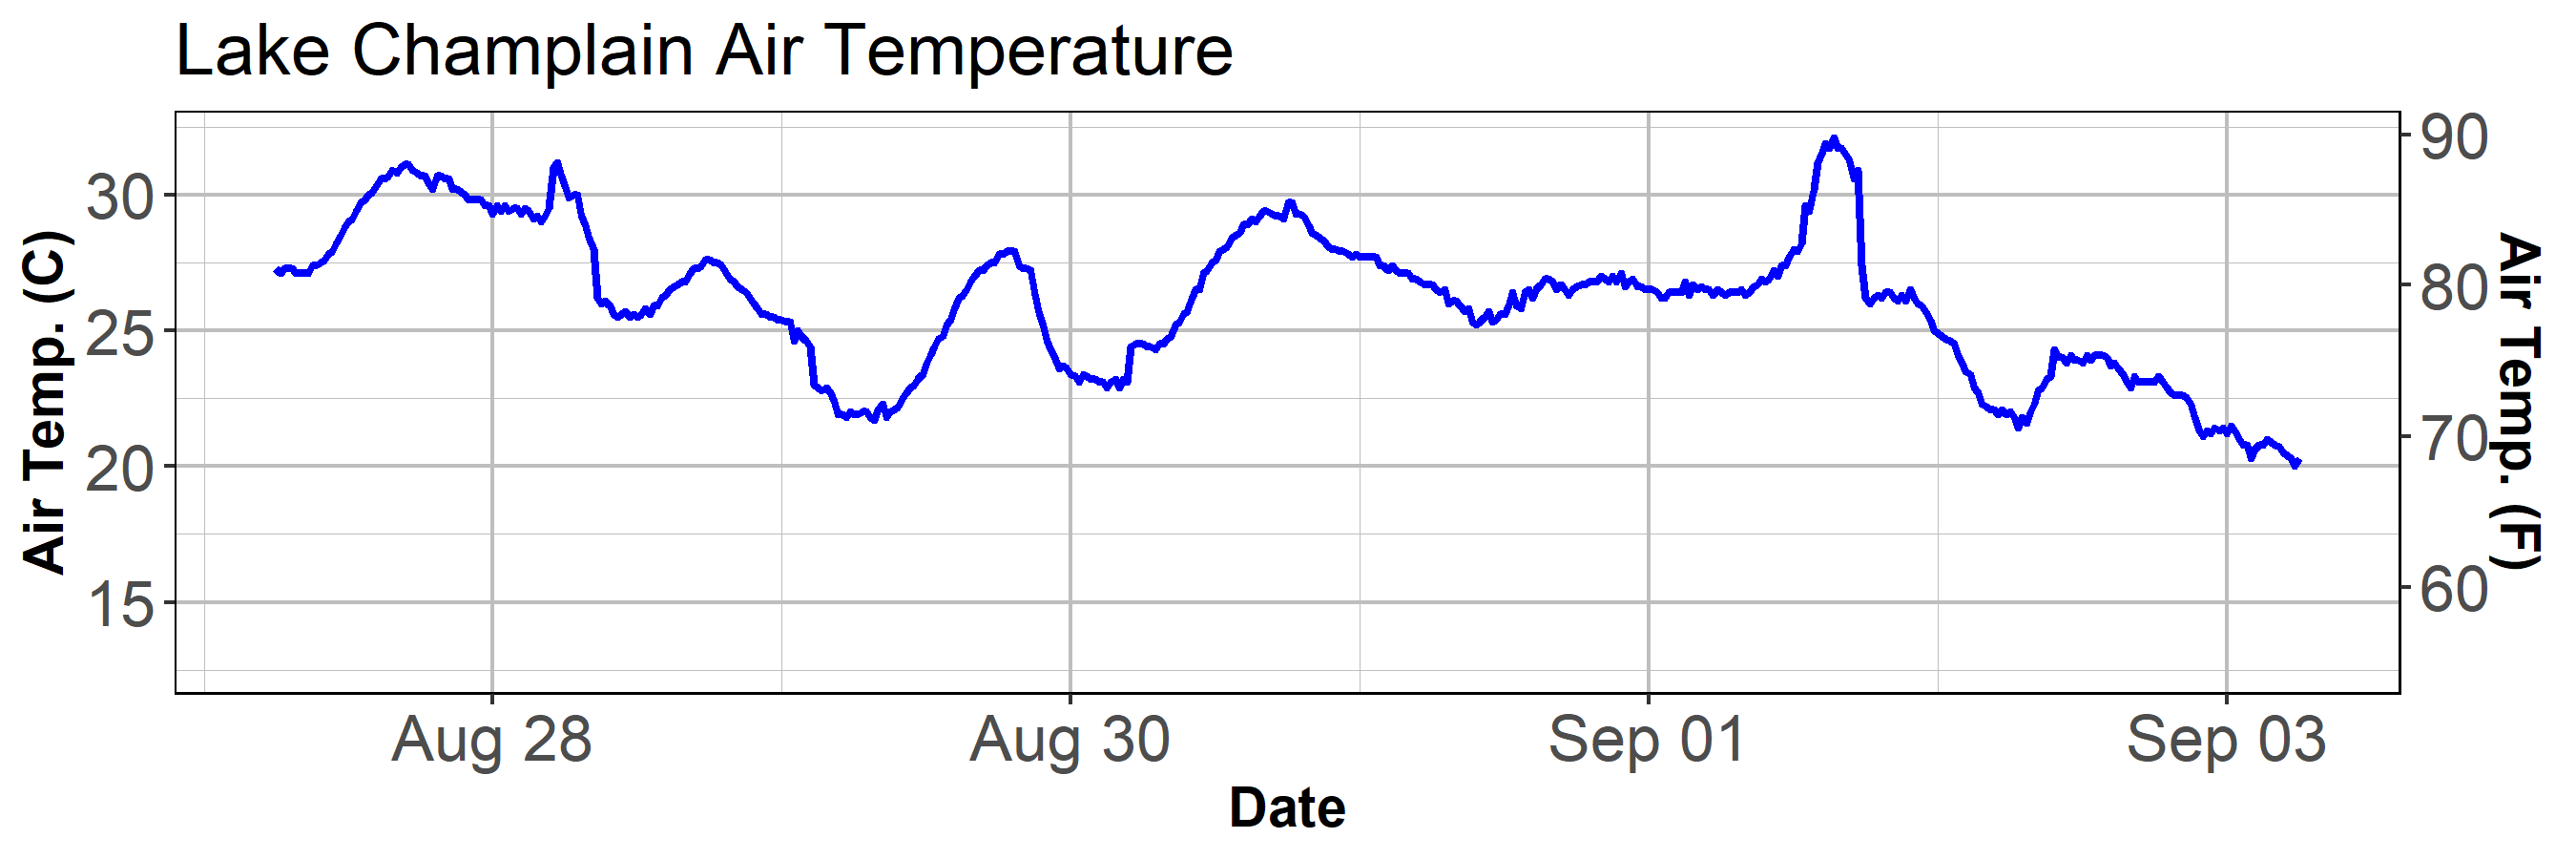 Lake Champlain Air Temperature
30
25
20
15
Air Temp. (C)
90
80
70
60
Air Temp. (F)
Aug 28 Aug 30 Sep 01 Sep 03
Date